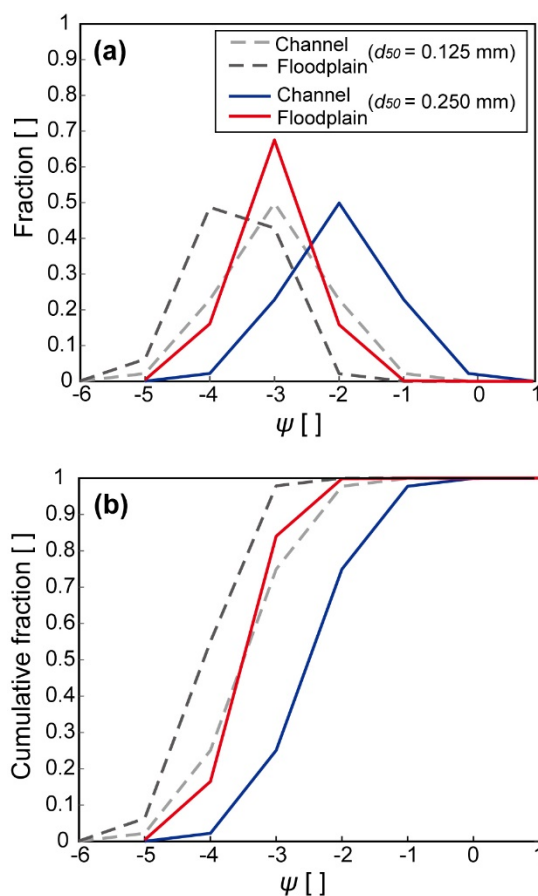 (a)
Channel (d50 = 0.125 mm)
Floodplain
Channel (d50 = 0.250 mm)
Floodplain
Fraction [ ]
1
0.9
0.8
0.7
0.6
0.5
0.4
0.3
0.2
0.1
0
-6 -5 -4 -3 -2 -1 0 1
ψ [ ]
(b)
Cumulative fraction [ ]
1
0.9
0.8
0.7
0.6
0.5
0.4
0.3
0.2
0.1
0
-6 -5 -4 -3 -2 -1 0 1
ψ [ ]